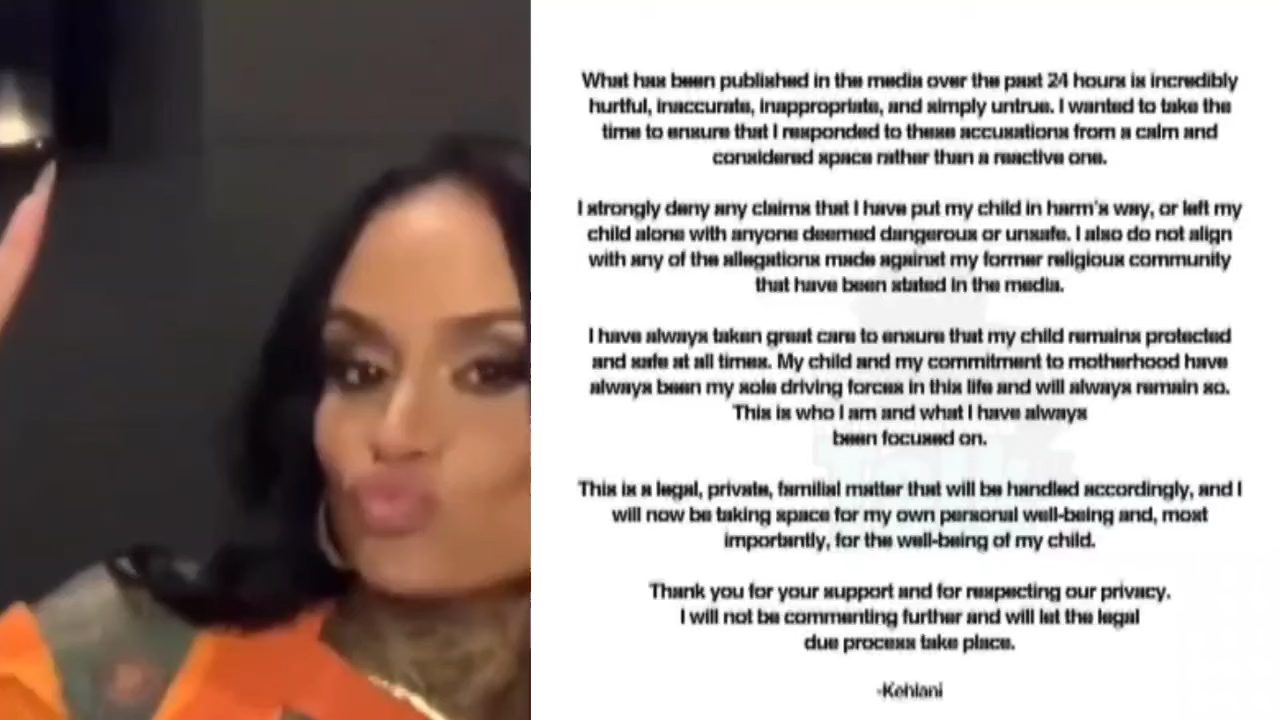 What has been published in the media over the past 24 hours is incredibly
hurtful, inaccurate, inappropriate, and simply untrue. I wanted to take the
time to ensure that I responded to these accusations from a calm and
considered space rather than a reactive one.
I strongly deny any claims that I have put my child in harm's way, or left my
child alone with anyone deemed dangerous or unsafe. I also do not align
with any of the allegations made against my former religious community
that have been stated in the media.
I have always taken great care to ensure that my child remains protected
and safe at all times. My child and my commitment to motherhood have
always been my sole driving forces in this life and will always remain so.
This is who I am and what I have always
been focused on.
This is a legal, private, familial matter that will be handled accordingly, and I
will now be taking space for my own personal well-being and, most
importantly, for the well-being of my child.
Thank you for your support and for respecting our privacy.
I will not be commenting further and will let the legal
due process take place.
-Kehlani